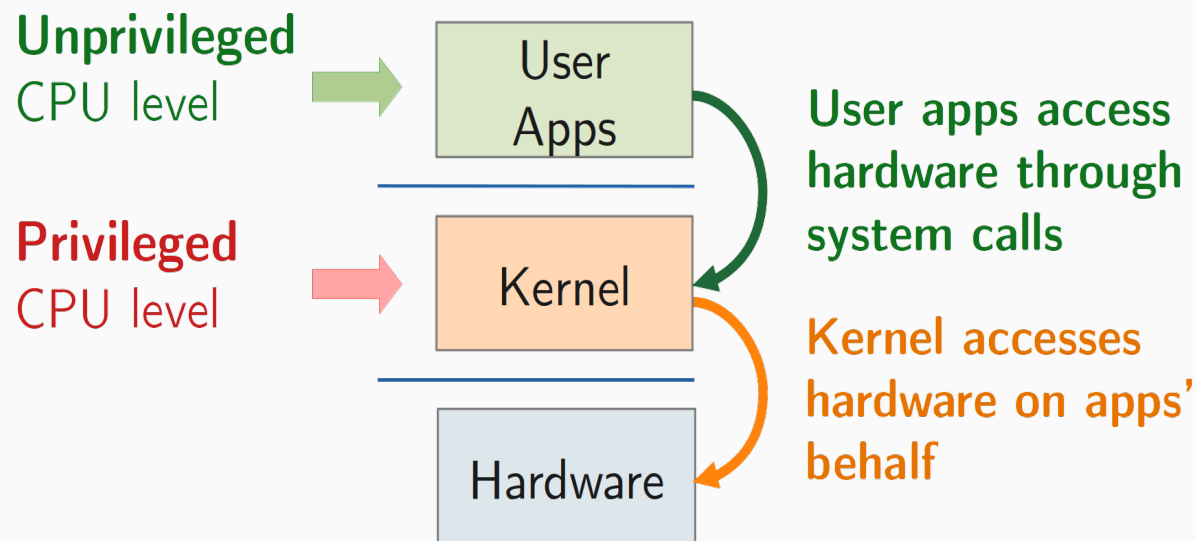 Unprivileged
CPU level
User
Apps
User apps access
hardware through
system calls
Privileged
CPU level
Kernel
Kernel accesses
hardware on apps’
behalf
Hardware